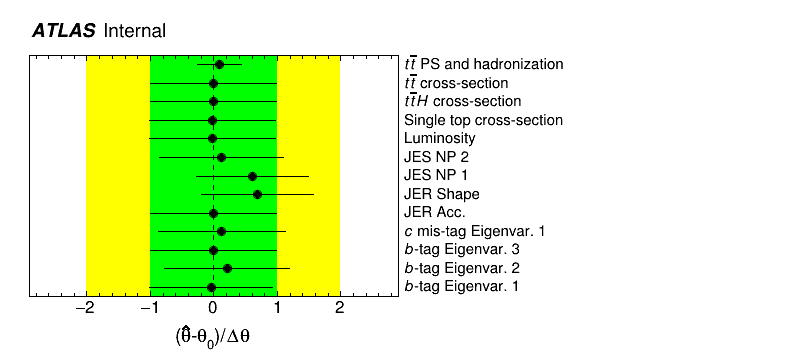 ATLAS Internal
tt̄ PS and hadronization
tt̄ cross-section
tt̄H cross-section
Single top cross-section
Luminosity
JES NP 2
JES NP 1
JER Shape
JER Acc.
c mis-tag Eigenvar. 1
b-tag Eigenvar. 3
b-tag Eigenvar. 2
b-tag Eigenvar. 1
−2 −1 0 1 2
(θ̂-θ₀)/Δθ